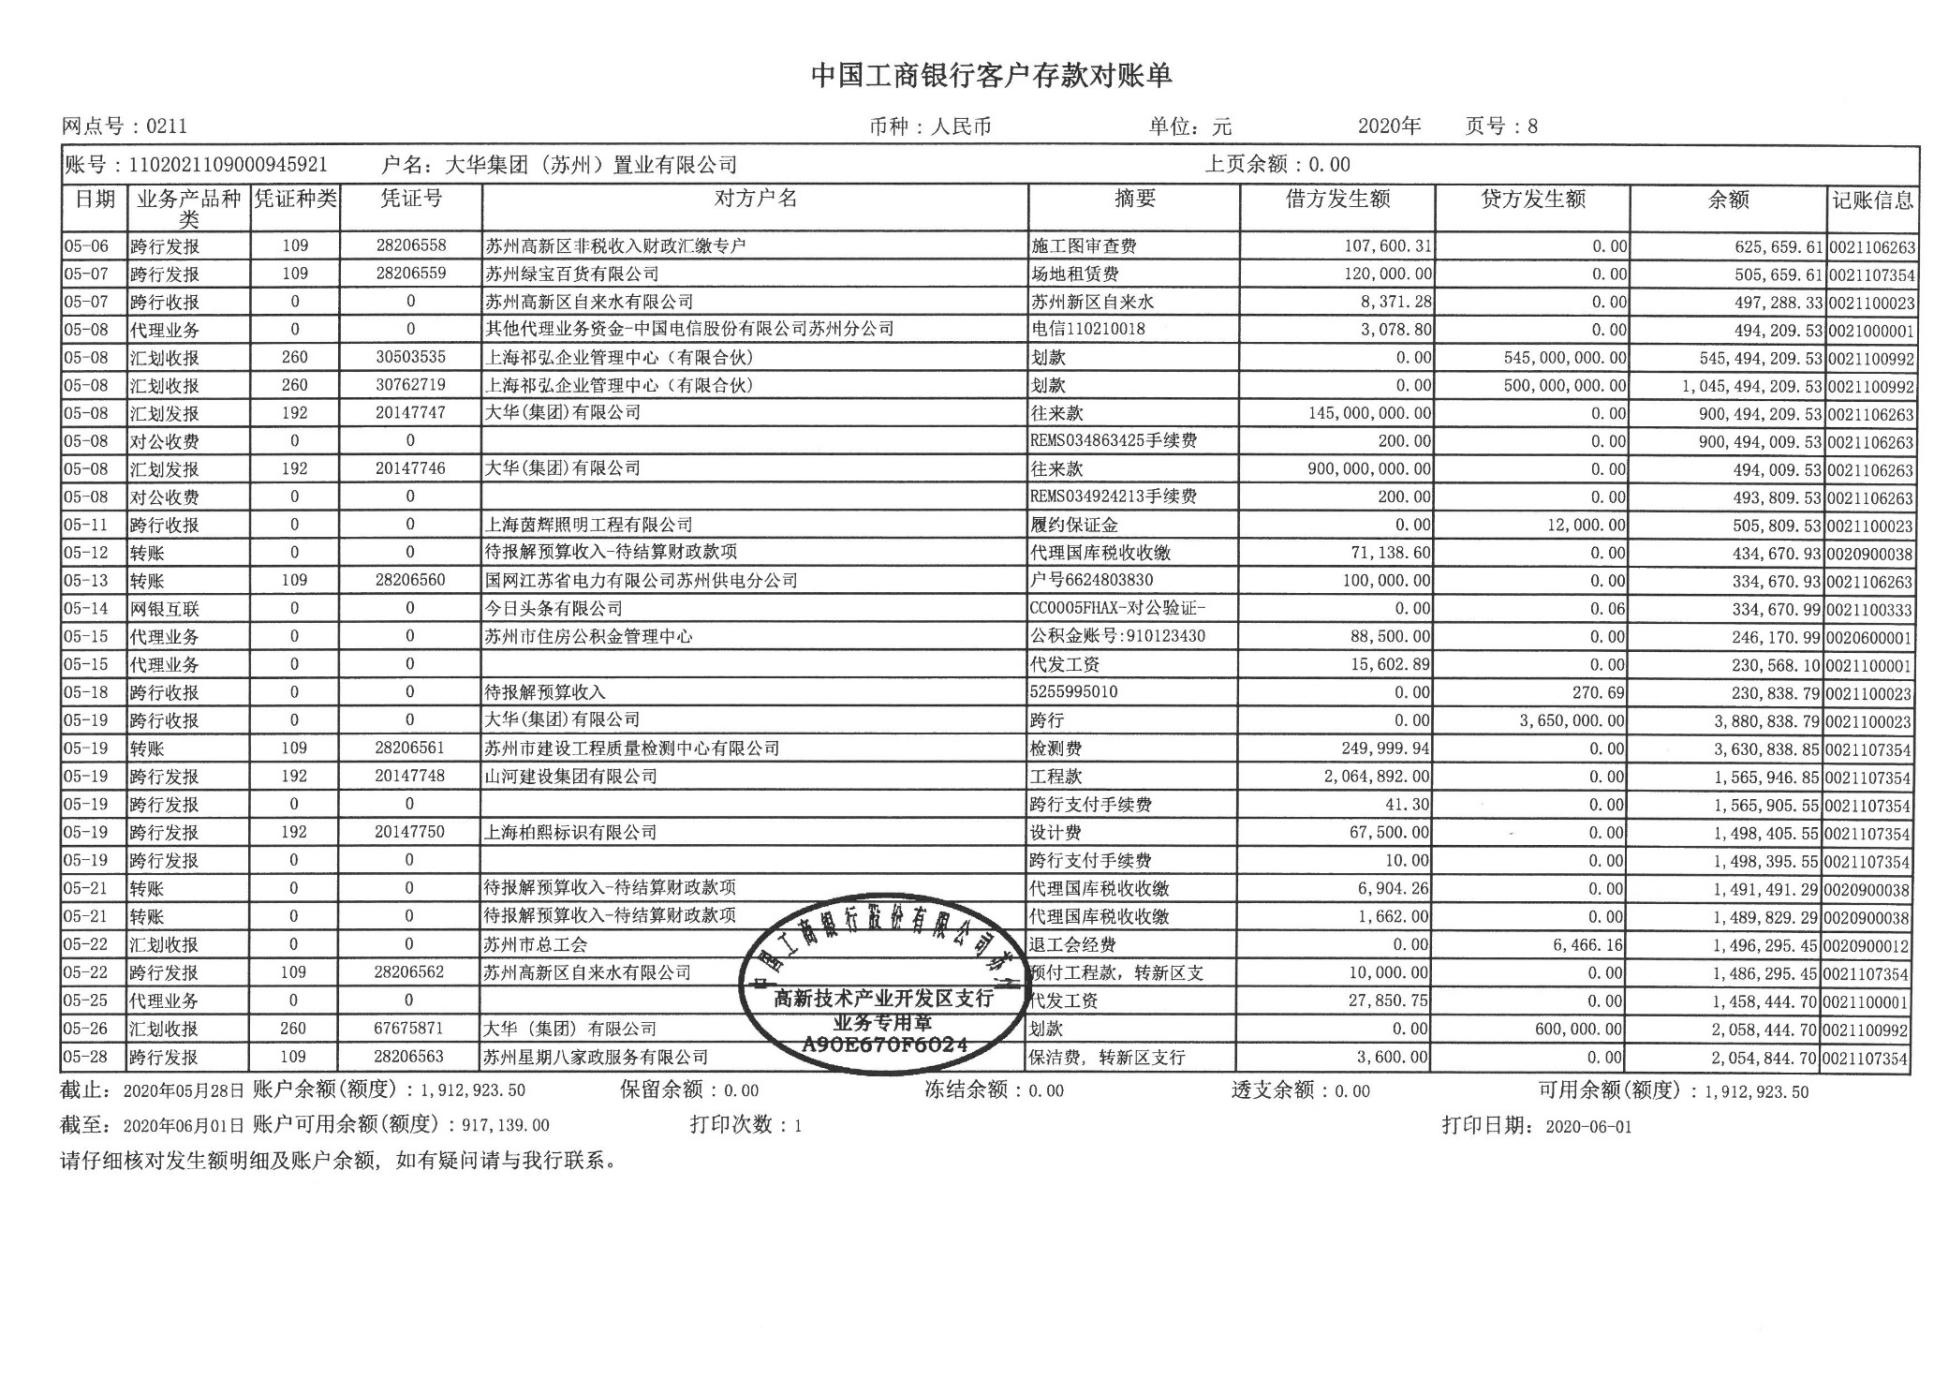 中国工商银行客户存款对账单
网点号：0211 币种：人民币 单位：元 2020年 页号：8
账号：1102021109000945921 户名：大华集团（苏州）置业有限公司 上页余额：0.00
日期 业务产品种类 凭证种类 凭证号 对方户名 摘要 借方发生额 贷方发生额 余额 记账信息
05-06 跨行发报 109 28206558 苏州高新区非税收入财政汇缴专户 施工图审查费 107,600.31 0.00 625,659.61 0021106263
05-07 跨行发报 109 28206559 苏州绿宝百货有限公司 场地租赁费 120,000.00 0.00 505,659.61 0021107354
05-07 跨行收报 0 0 苏州高新区自来水有限公司 苏州新区自来水 8,371.28 0.00 497,288.33 0021100023
05-08 代理业务 0 0 其他代理业务资金-中国电信股份有限公司苏州分公司 电信110210018 3,078.80 0.00 494,209.53 0021000001
05-08 汇划收报 260 30503535 上海祁弘企业管理中心（有限合伙） 划款 0.00 545,000,000.00 545,494,209.53 0021100992
05-08 汇划收报 260 30762719 上海祁弘企业管理中心（有限合伙） 划款 0.00 500,000,000.00 1,045,494,209.53 0021100992
05-08 汇划发报 192 20147747 大华(集团)有限公司 往来款 145,000,000.00 0.00 900,494,209.53 0021106263
05-08 对公收费 0 0 REMS034863425手续费 200.00 0.00 900,494,009.53 0021106263
05-08 汇划发报 192 20147746 大华(集团)有限公司 往来款 900,000,000.00 0.00 494,009.53 0021106263
05-08 对公收费 0 0 REMS034924213手续费 200.00 0.00 493,809.53 0021106263
05-11 跨行收报 0 0 上海茵辉照明工程有限公司 履约保证金 0.00 12,000.00 505,809.53 0021100023
05-12 转账 0 0 待报解预算收入-待结算财政款项 代理国库税收收缴 71,138.60 0.00 434,670.93 0020900038
05-13 转账 109 28206560 国网江苏省电力有限公司苏州供电分公司 户号6624803830 100,000.00 0.00 334,670.93 0021106263
05-14 网银互联 0 0 今日头条有限公司 CC0005FHAX-对公验证- 0.00 0.06 334,670.99 0021100333
05-15 代理业务 0 0 苏州市住房公积金管理中心 公积金账号:910123430 88,500.00 0.00 246,170.99 0020600001
05-15 代理业务 0 0 代发工资 15,602.89 0.00 230,568.10 0021100001
05-18 跨行收报 0 0 待报解预算收入 5255995010 0.00 270.69 230,838.79 0021100023
05-19 跨行收报 0 0 大华(集团)有限公司 跨行 0.00 3,650,000.00 3,880,838.79 0021100023
05-19 转账 109 28206561 苏州市建设工程质量检测中心有限公司 检测费 249,999.94 0.00 3,630,838.85 0021107354
05-19 跨行发报 192 20147748 山河建设集团有限公司 工程款 2,064,892.00 0.00 1,565,946.85 0021107354
05-19 跨行发报 0 0 跨行支付手续费 41.30 0.00 1,565,905.55 0021107354
05-19 跨行发报 192 20147750 上海柏熙标识有限公司 设计费 67,500.00 0.00 1,498,405.55 0021107354
05-19 跨行发报 0 0 跨行支付手续费 10.00 0.00 1,498,395.55 0021107354
05-21 转账 0 0 待报解预算收入-待结算财政款项 代理国库税收收缴 6,904.26 0.00 1,491,491.29 0020900038
05-21 转账 0 0 待报解预算收入-待结算财政款项 代理国库税收收缴 1,662.00 0.00 1,489,829.29 0020900038
05-22 汇划收报 0 0 苏州市总工会 退工会经费 0.00 6,466.16 1,496,295.45 0020900012
05-22 跨行发报 109 28206562 苏州高新区自来水有限公司 预付工程款，转新区支 10,000.00 0.00 1,486,295.45 0021107354
05-25 代理业务 0 0 代发工资 27,850.75 0.00 1,458,444.70 0021100001
05-26 汇划收报 260 67675871 大华（集团）有限公司 划款 0.00 600,000.00 2,058,444.70 0021100992
05-28 跨行发报 109 28206563 苏州星期八家政服务有限公司 保洁费，转新区支行 3,600.00 0.00 2,054,844.70 0021107354
中国工商银行股份有限公司苏州
高新技术产业开发区支行
业务专用章
A90E670F6024
截止：2020年05月28日 账户余额(额度)：1,912,923.50 保留余额：0.00 冻结余额：0.00 透支余额：0.00 可用余额(额度)：1,912,923.50
截至：2020年06月01日 账户可用余额(额度)：917,139.00 打印次数：1 打印日期：2020-06-01
请仔细核对发生额明细及账户余额，如有疑问请与我行联系。